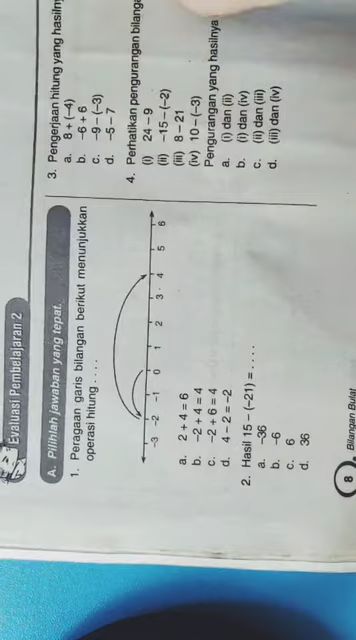 Evaluasi Pembelajaran 2
A. Pilihlah jawaban yang tepat.
1. Peragaan garis bilangan berikut menunjukkan
operasi hitung . . . .
-3 -2 -1 0 1 2 3 4 5 6
a. 2 + 4 = 6
b. -2 + 4 = 4
c. -2 + 6 = 4
d. 4 – 2 = –2
2. Hasil 15 – (–21) = . . . .
a. –36
b. –6
c. 6
d. 36
8 Bilangan Bulat
3. Pengerjaan hitung yang
a. 8 + (–4)
b. –6 + 6
c. –9 – (–3)
d. –5 – 7
4. Perhatikan pengurangan
(i) 24 – 9
(ii) –15 – (–2)
(iii) 8 – 21
(iv) 10 – (–3)
Pengurangan yang hasilnya
a. (i) dan (ii)
b. (i) dan (iv)
c. (ii) dan (iii)
d. (iii) dan (iv)